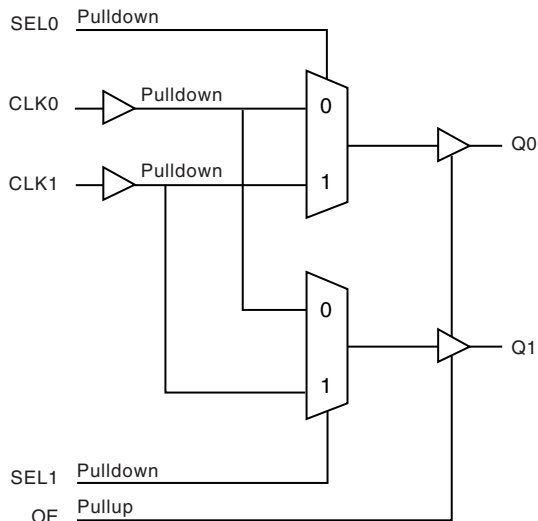 SEL0 Pulldown
CLK0 Pulldown
0
CLK1 Pulldown
1
Q0
0
1
Q1
SEL1 Pulldown
OE Pullup